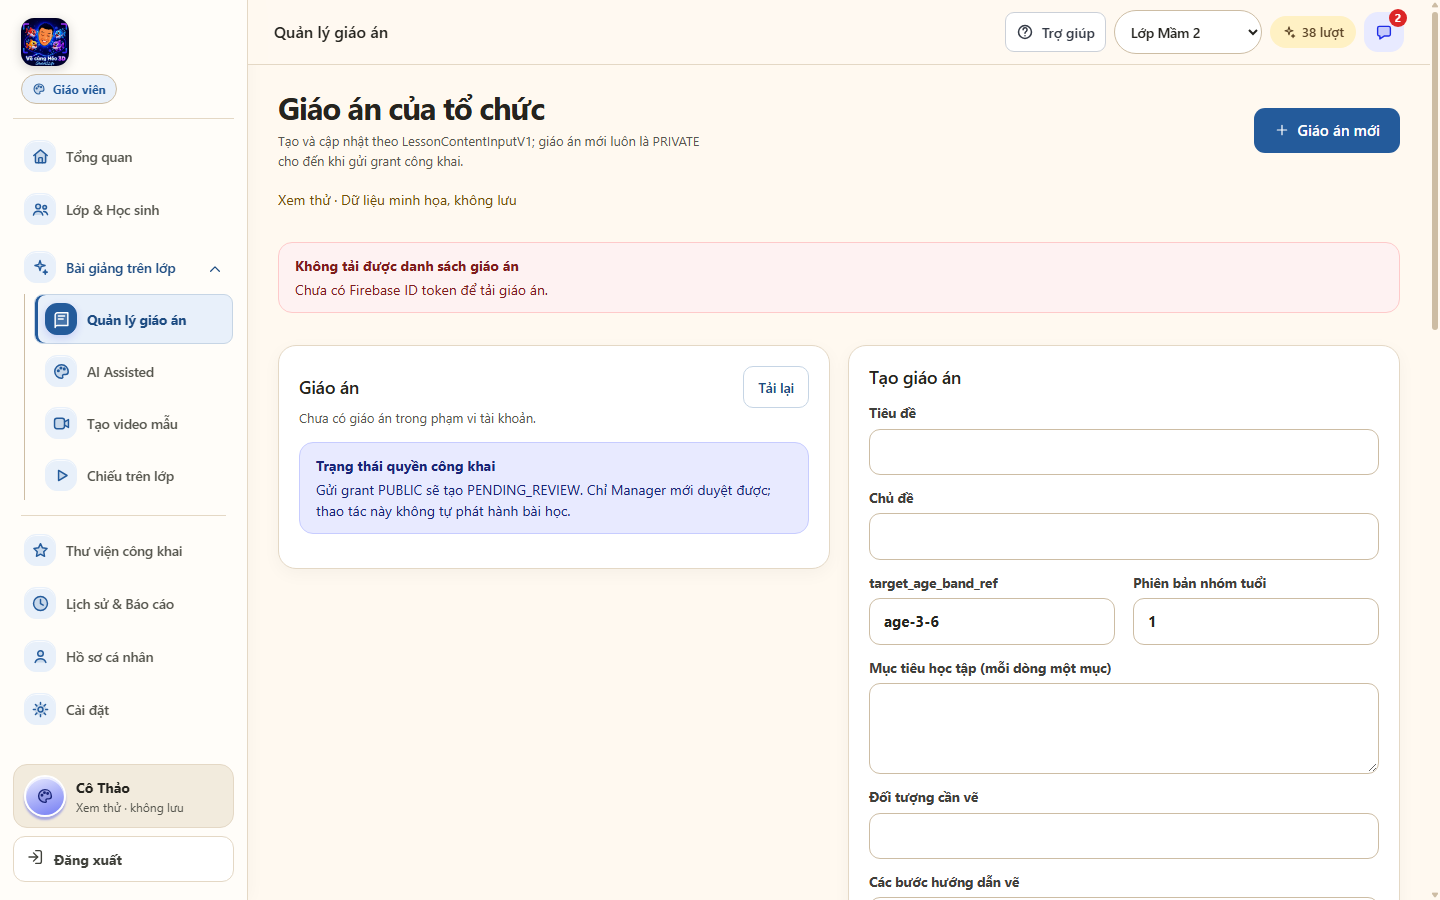 Vô cùng Hóc 3D
Giáo viên
Tổng quan
Lớp & Học sinh
Bài giảng trên lớp
Quản lý giáo án
AI Assisted
Tạo video mẫu
Chiếu trên lớp
Thư viện công khai
Lịch sử & Báo cáo
Hồ sơ cá nhân
Cài đặt
Cô Thảo
Xem thử · không lưu
Đăng xuất
Quản lý giáo án
Trợ giúp
Lớp Mầm 2
38 lượt
2
Giáo án của tổ chức
Tạo và cập nhật theo LessonContentInputV1; giáo án mới luôn là PRIVATE
cho đến khi gửi grant công khai.
Xem thử · Dữ liệu minh họa, không lưu
+ Giáo án mới
Không tải được danh sách giáo án
Chưa có Firebase ID token để tải giáo án.
Giáo án
Tải lại
Chưa có giáo án trong phạm vi tài khoản.
Trạng thái quyền công khai
Gửi grant PUBLIC sẽ tạo PENDING_REVIEW. Chỉ Manager mới duyệt được;
thao tác này không tự phát hành bài học.
Tạo giáo án
Tiêu đề
Chủ đề
target_age_band_ref
Phiên bản nhóm tuổi
age-3-6
1
Mục tiêu học tập (mỗi dòng một mục)
Đối tượng cần vẽ
Các bước hướng dẫn vẽ